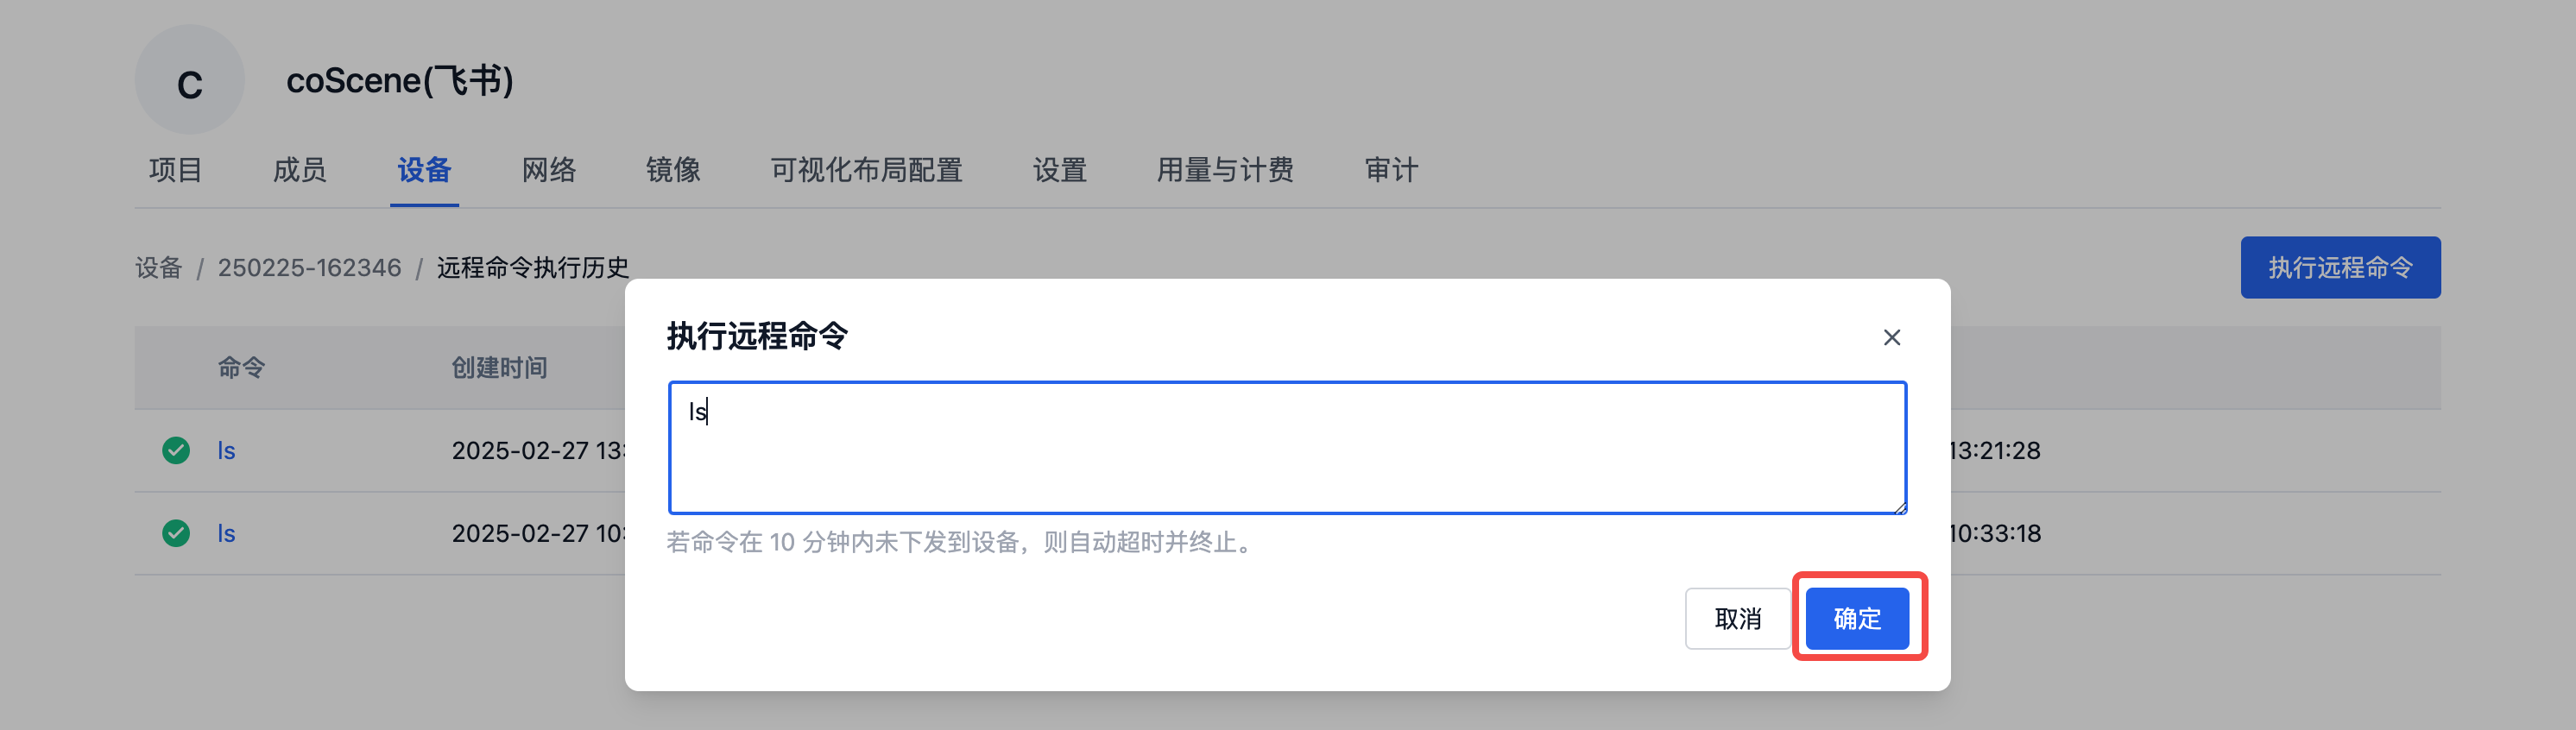 C
coScene(飞书)
项目 成员 设备 网络 镜像 可视化布局配置 设置 用量与计费 审计
设备 / 250225-162346 / 远程命令执行历史
执行远程命令
命令 创建时间
ls 2025-02-27 13: 13:21:28
ls 2025-02-27 10: 10:33:18
执行远程命令
ls
若命令在 10 分钟内未下发到设备，则自动超时并终止。
取消 确定